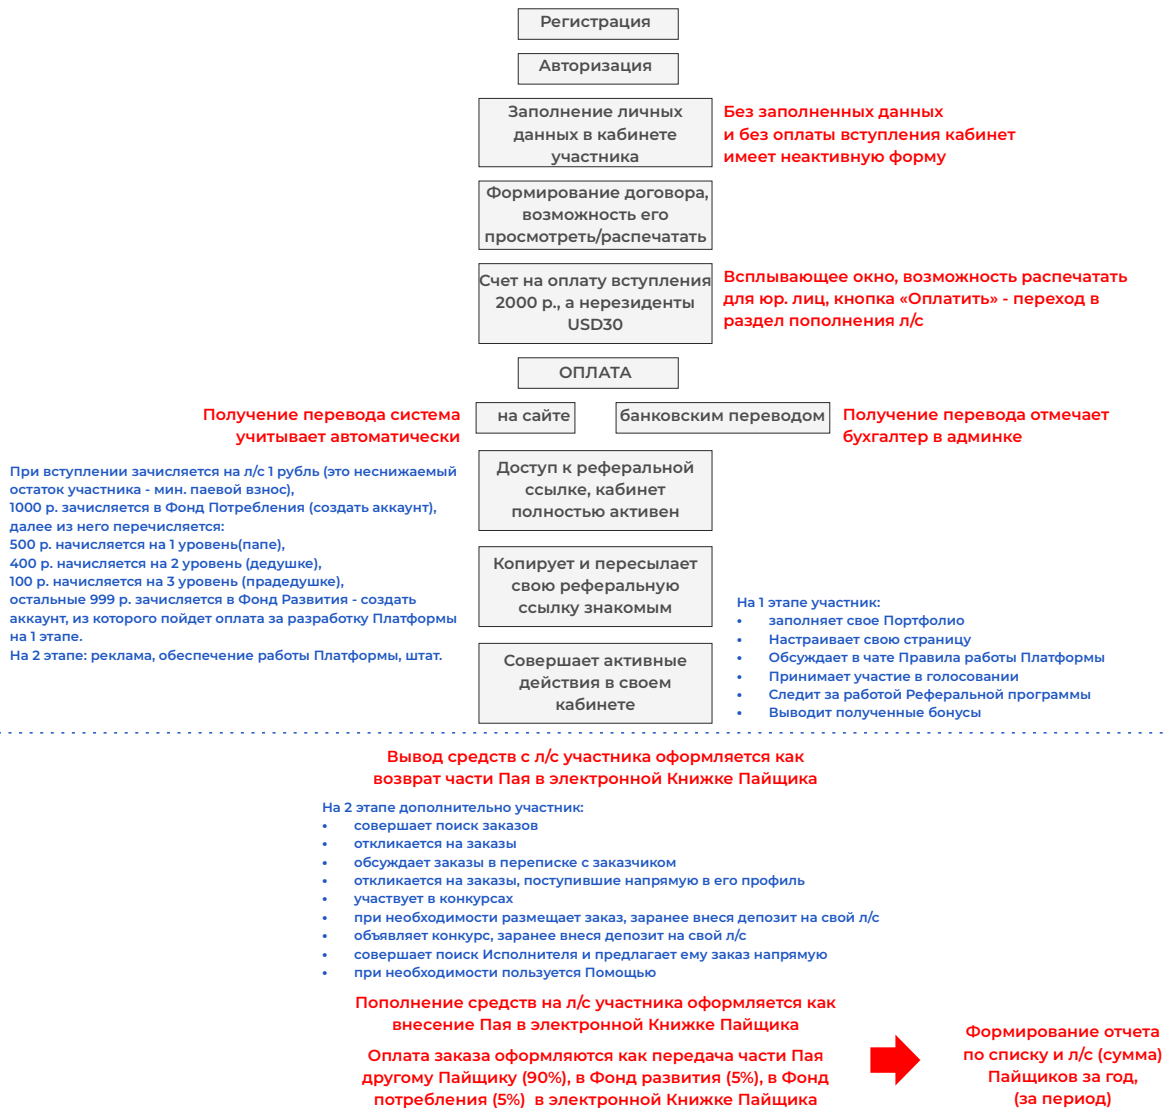 Регистрация
Авторизация
Заполнение личных
данных в кабинете
участника
Без заполненных данных
и без оплаты вступления кабинет
имеет неактивную форму
Формирование договора,
возможность его
просмотреть/распечатать
Счет на оплату вступления
2000 р., а нерезиденты
USD30
Всплывающее окно, возможность распечатать
для юр. лиц, кнопка «Оплатить» - переход в
раздел пополнения л/с
ОПЛАТА
Получение перевода система
учитывает автоматически
на сайте
банковским переводом
Получение перевода отмечает
бухгалтер в админке
При вступлении зачисляется на л/с 1 рубль (это неснижаемый
остаток участника - мин. паевой взнос),
1000 р. зачисляется в Фонд Потребления (создать аккаунт),
далее из него перечисляется:
500 р. начисляется на 1 уровень(папе),
400 р. начисляется на 2 уровень (дедушке),
100 р. начисляется на 3 уровень (прадедушке),
остальные 999 р. зачисляется в Фонд Развития - создать
аккаунт, из которого пойдет оплата за разработку Платформы
на 1 этапе.
На 2 этапе: реклама, обеспечение работы Платформы, штат.
Доступ к реферальной
ссылке, кабинет
полностью активен
Копирует и пересылает
свою реферальную
ссылку знакомым
Совершает активные
действия в своем
кабинете
На 1 этапе участник:
• заполняет свое Портфолио
• Настраивает свою страницу
• Обсуждает в чате Правила работы Платформы
• Принимает участие в голосовании
• Следит за работой Реферальной программы
• Выводит полученные бонусы
Вывод средств с л/с участника оформляется как
возврат части Пая в электронной Книжке Пайщика
На 2 этапе дополнительно участник:
• совершает поиск заказов
• откликается на заказы
• обсуждает заказы в переписке с заказчиком
• откликается на заказы, поступившие напрямую в его профиль
• участвует в конкурсах
• при необходимости размещает заказ, заранее внеся депозит на свой л/с
• объявляет конкурс, заранее внеся депозит на свой л/с
• совершает поиск Исполнителя и предлагает ему заказ напрямую
• при необходимости пользуется Помощью
Пополнение средств на л/с участника оформляется как
внесение Пая в электронной Книжке Пайщика
Оплата заказа оформляются как передача части Пая
другому Пайщику (90%), в Фонд развития (5%), в Фонд
потребления (5%) в электронной Книжке Пайщика
Формирование отчета
по списку и л/с (сумма)
Пайщиков за год,
(за период)